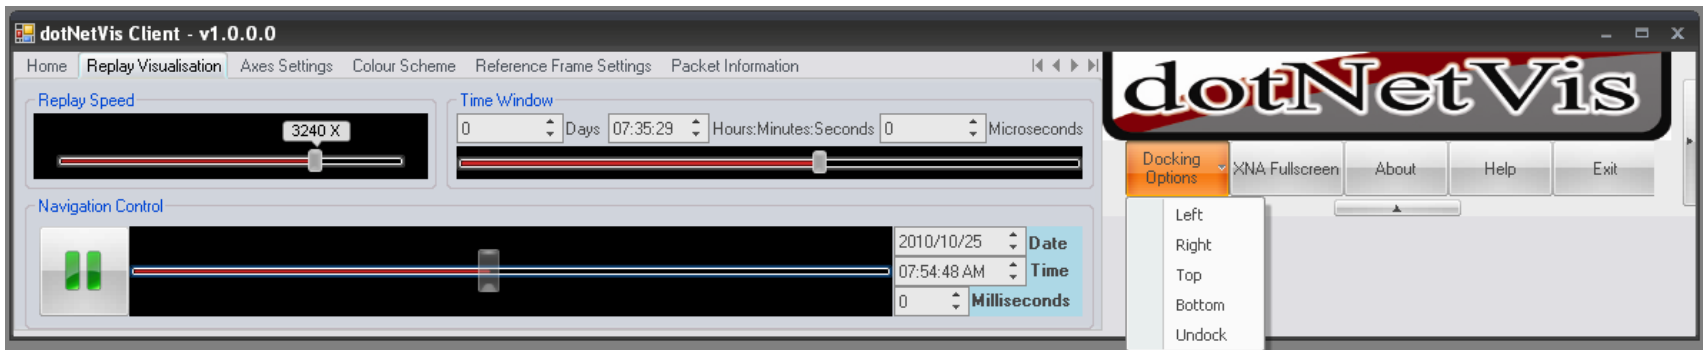 dotNetVis Client - v1.0.0.0
Home Replay Visualisation Axes Settings Colour Scheme Reference Frame Settings Packet Information
dotNetVis
Replay Speed
3240 X
Time Window
0 Days 07:35:29 Hours:Minutes:Seconds 0 Microseconds
Docking Options
XNA Fullscreen
About
Help
Exit
Left
Right
Top
Bottom
Undock
Navigation Control
2010/10/25 Date
07:54:48 AM Time
0 Milliseconds